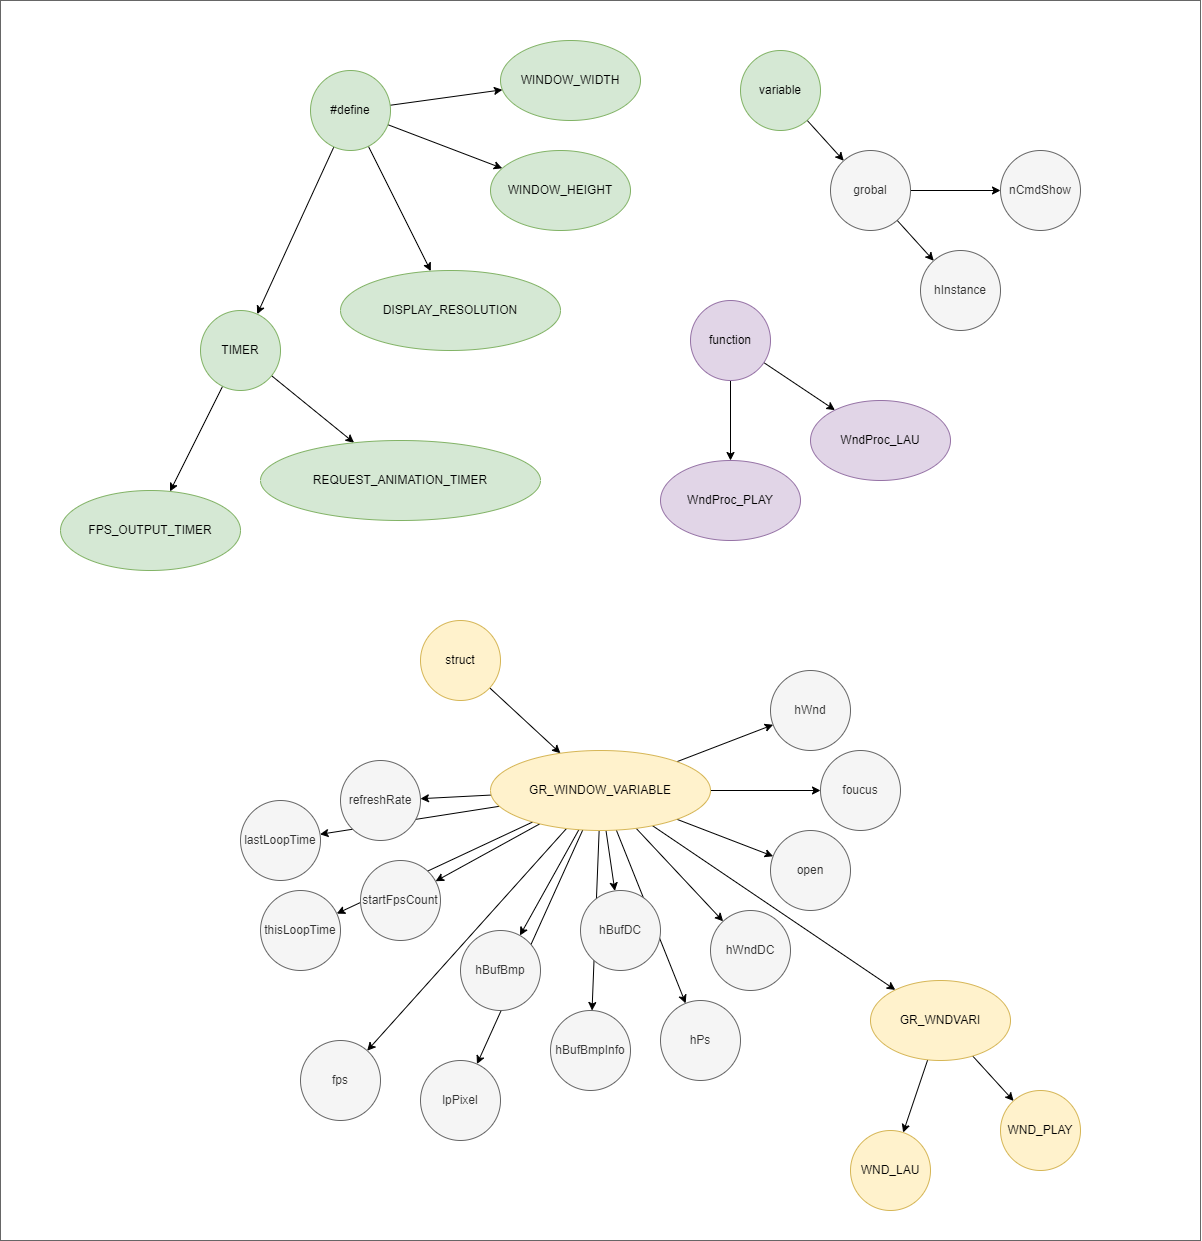 #define
WINDOW_WIDTH
WINDOW_HEIGHT
DISPLAY_RESOLUTION
TIMER
REQUEST_ANIMATION_TIMER
FPS_OUTPUT_TIMER
variable
grobal
nCmdShow
hInstance
function
WndProc_LAU
WndProc_PLAY
struct
GR_WINDOW_VARIABLE
hWnd
foucus
open
refreshRate
lastLoopTime
startFpsCount
thisLoopTime
hBufDC
hWndDC
hBufBmp
hBufBmpInfo
hPs
fps
lpPixel
GR_WNDVARI
WND_PLAY
WND_LAU